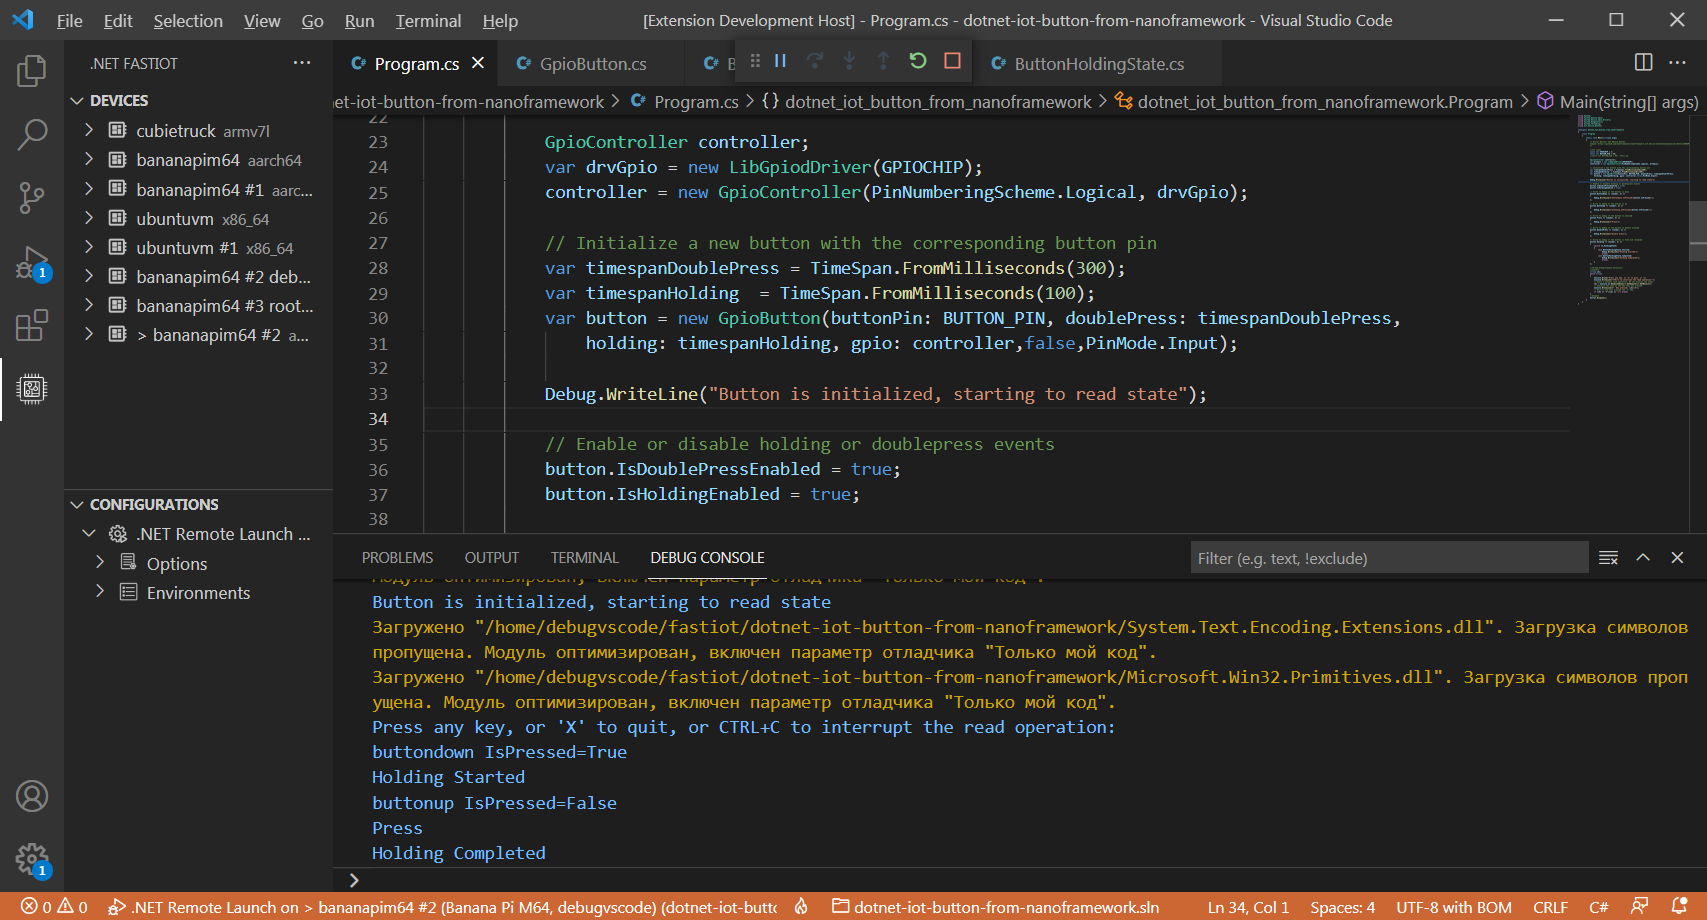 File Edit Selection View Go Run Terminal Help [Extension Development Host] - Program.cs - dotnet-iot-button-from-nanoframework - Visual Studio Code
.NET FASTIOT ···
DEVICES
cubietruck armv7l
bananapim64 aarch64
bananapim64 #1 aarc...
ubuntuvm x86_64
ubuntuvm #1 x86_64
bananapim64 #2 deb...
bananapim64 #3 root...
> bananapim64 #2 a...
CONFIGURATIONS
.NET Remote Launch ...
Options
Environments
1
1
Program.cs GpioButton.cs B ButtonHoldingState.cs
et-iot-button-from-nanoframework > Program.cs > {} dotnet_iot_button_from_nanoframework > dotnet_iot_button_from_nanoframework.Program > Main(string[] args)
22
23 GpioController controller;
24 var drvGpio = new LibGpiodDriver(GPIOCHIP);
25 controller = new GpioController(PinNumberingScheme.Logical, drvGpio);
26
27 // Initialize a new button with the corresponding button pin
28 var timespanDoublePress = TimeSpan.FromMilliseconds(300);
29 var timespanHolding  = TimeSpan.FromMilliseconds(100);
30 var button = new GpioButton(buttonPin: BUTTON_PIN, doublePress: timespanDoublePress,
31 holding: timespanHolding, gpio: controller,false,PinMode.Input);
32
33 Debug.WriteLine("Button is initialized, starting to read state");
34
35 // Enable or disable holding or doublepress events
36 button.IsDoublePressEnabled = true;
37 button.IsHoldingEnabled = true;
38
PROBLEMS OUTPUT TERMINAL DEBUG CONSOLE Filter (e.g. text, !exclude)
Модуль оптимизирован, включен параметр отладчика "Только мой код".
Button is initialized, starting to read state
Загружено "/home/debugvscode/fastiot/dotnet-iot-button-from-nanoframework/System.Text.Encoding.Extensions.dll". Загрузка символов
пропущена. Модуль оптимизирован, включен параметр отладчика "Только мой код".
Загружено "/home/debugvscode/fastiot/dotnet-iot-button-from-nanoframework/Microsoft.Win32.Primitives.dll". Загрузка символов проп
ущена. Модуль оптимизирован, включен параметр отладчика "Только мой код".
Press any key, or 'X' to quit, or CTRL+C to interrupt the read operation:
buttondown IsPressed=True
Holding Started
buttonup IsPressed=False
Press
Holding Completed
>
0 0 .NET Remote Launch on > bananapim64 #2 (Banana Pi M64, debugvscode) (dotnet-iot-butto dotnet-iot-button-from-nanoframework.sln Ln 34, Col 1 Spaces: 4 UTF-8 with BOM CRLF C#